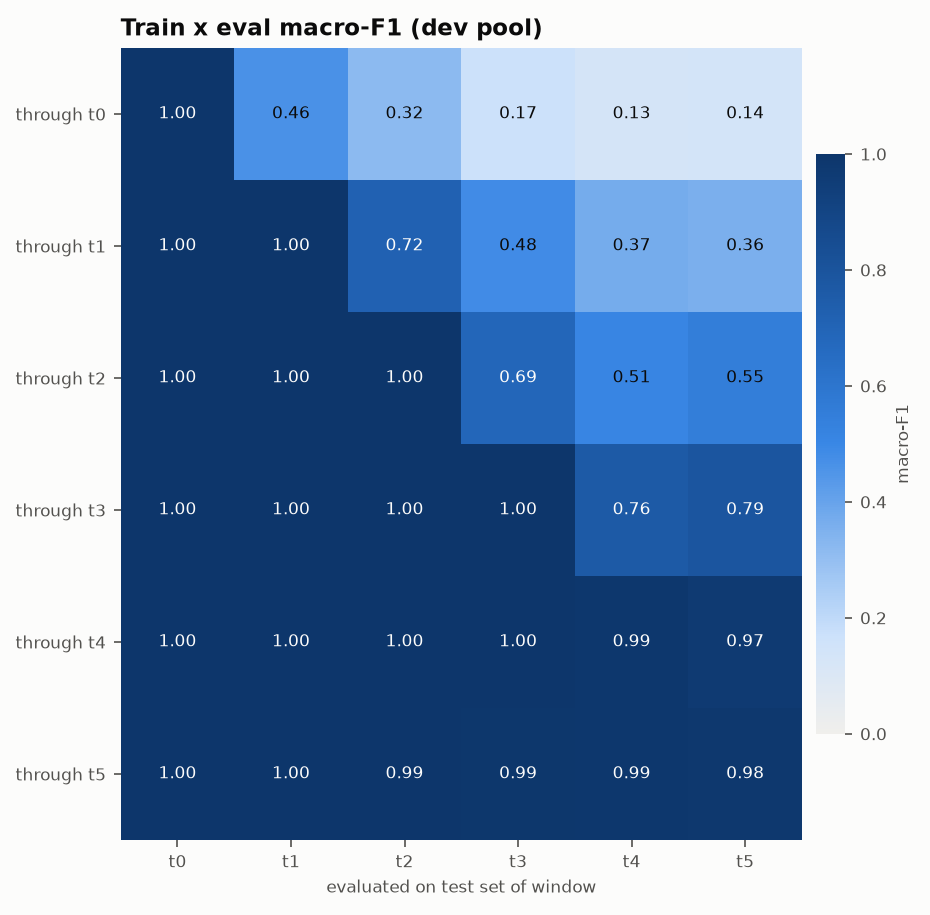 Train x eval macro-F1 (dev pool)
through t0 1.00 0.46 0.32 0.17 0.13 0.14
through t1 1.00 1.00 0.72 0.48 0.37 0.36
through t2 1.00 1.00 1.00 0.69 0.51 0.55
through t3 1.00 1.00 1.00 1.00 0.76 0.79
through t4 1.00 1.00 1.00 1.00 0.99 0.97
through t5 1.00 1.00 0.99 0.99 0.99 0.98
t0 t1 t2 t3 t4 t5
evaluated on test set of window
1.0
0.8
0.6
0.4
0.2
0.0
macro-F1